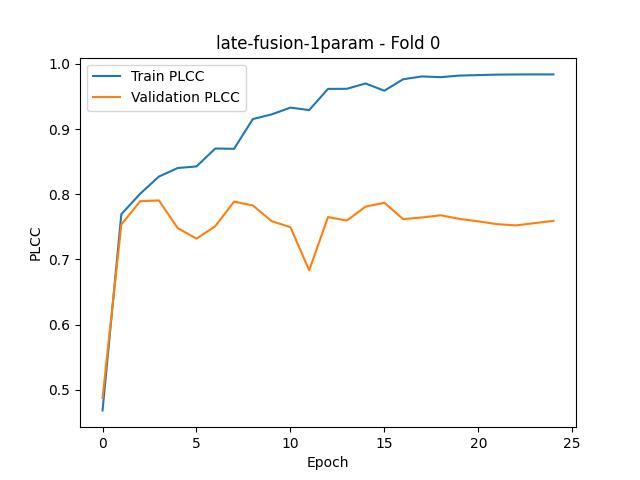 late-fusion-1param - Fold 0
Train PLCC
Validation PLCC
1.0
0.9
0.8
0.7
0.6
0.5
PLCC
0 5 10 15 20 25
Epoch